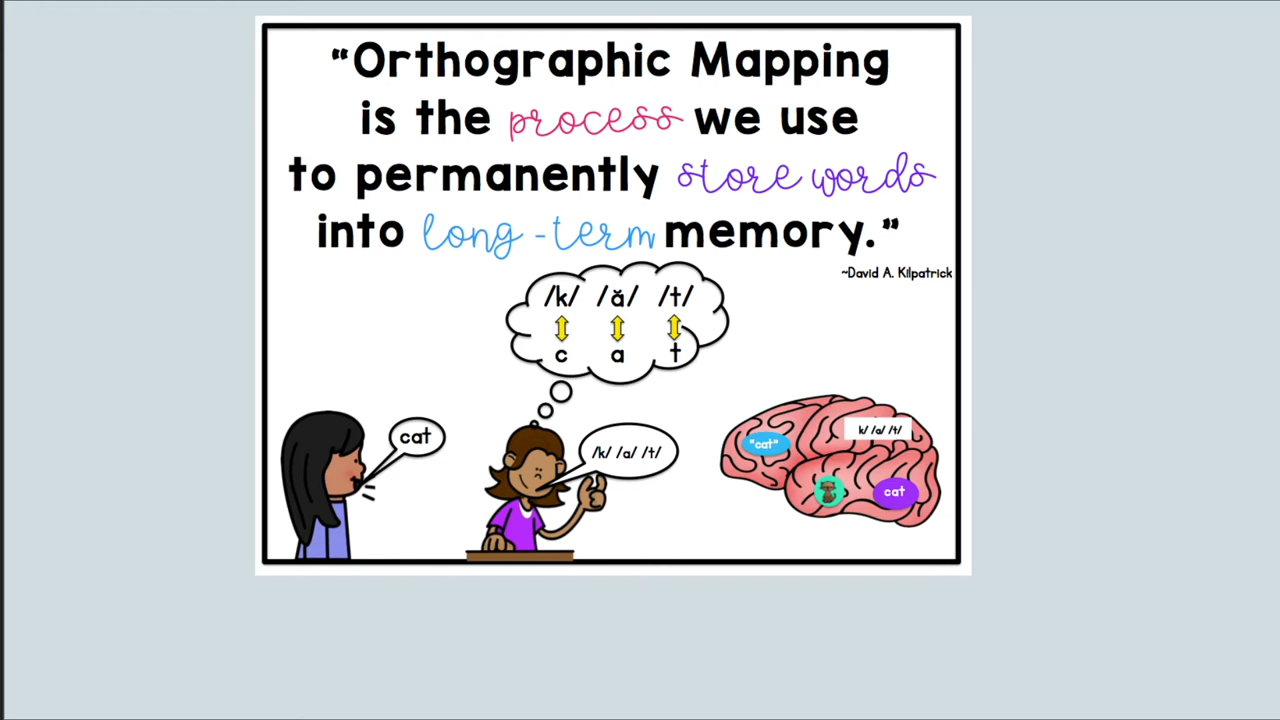 “Orthographic Mapping
is the process we use
to permanently store words
into long-term memory.”
~David A. Kilpatrick
/k/ /ă/ /t/
c a t
cat
/k/ /a/ /t/
"cat"
k/ /a/ /t/
cat